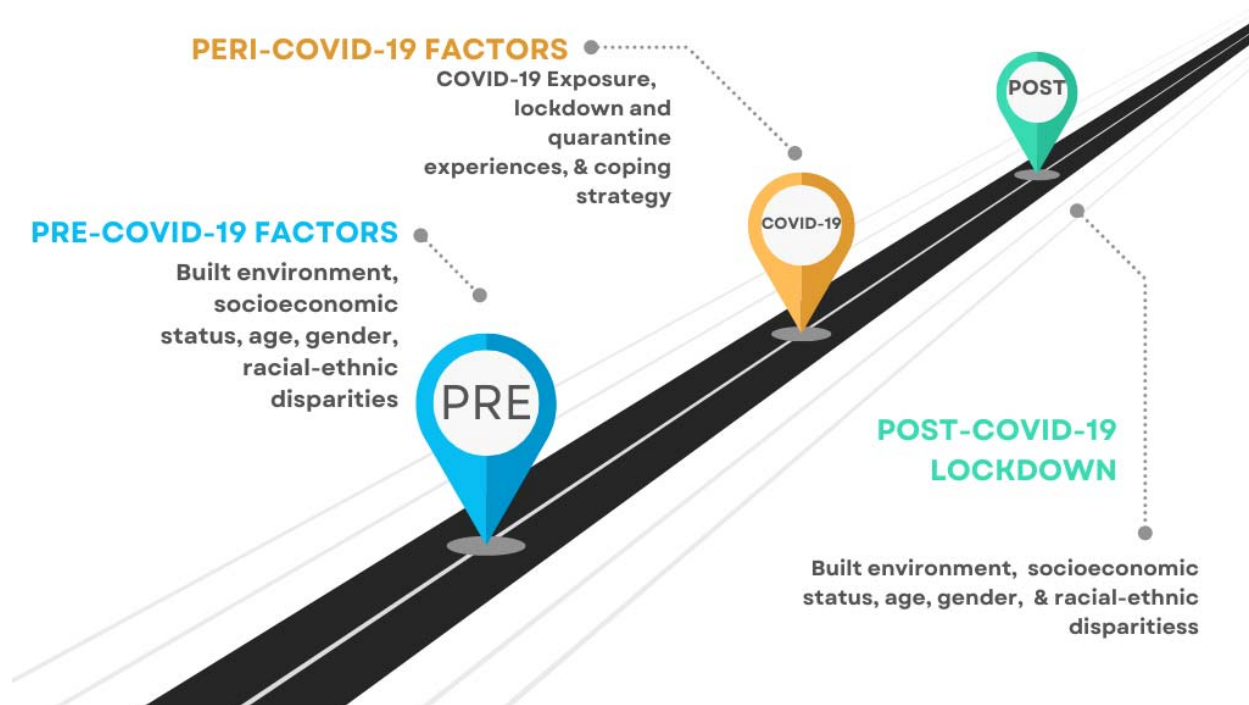 PERI-COVID-19 FACTORS
COVID-19 Exposure,
lockdown and
quarantine
experiences, & coping
strategy
POST
COVID-19
PRE-COVID-19 FACTORS
Built environment,
socioeconomic
status, age, gender,
racial-ethnic
disparities
PRE
POST-COVID-19
LOCKDOWN
Built environment, socioeconomic
status, age, gender, & racial-ethnic
disparitiess